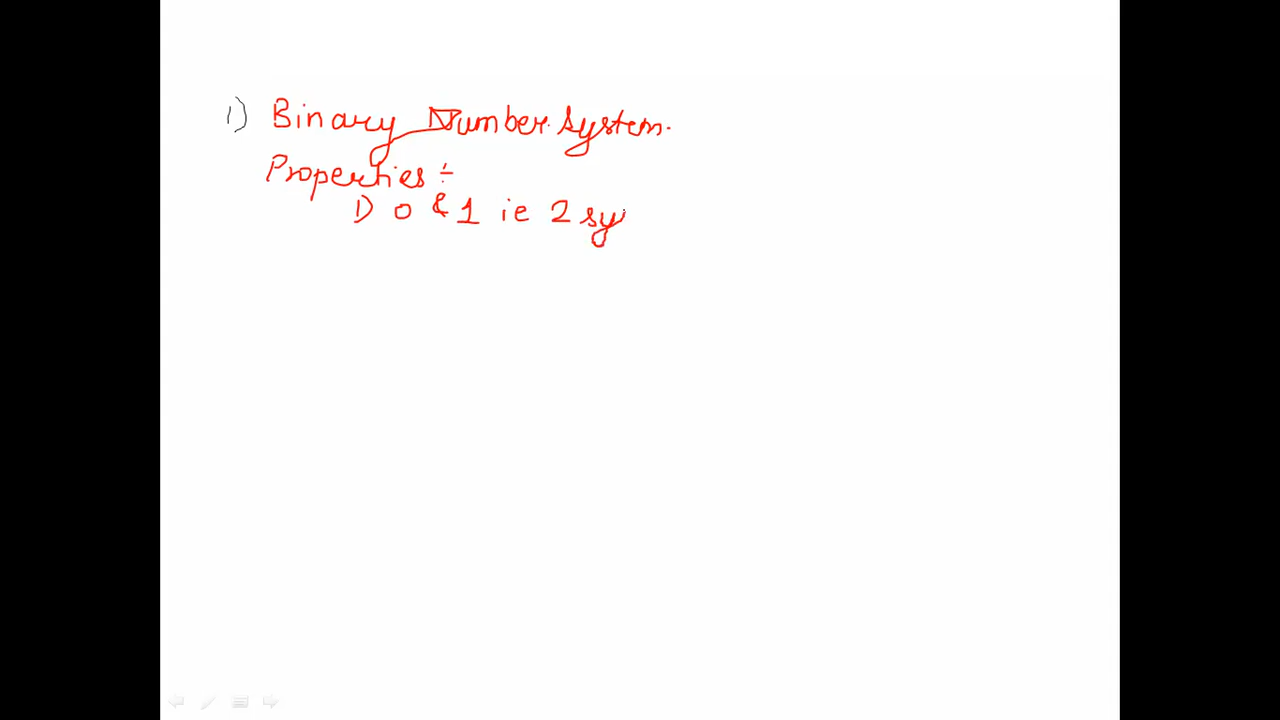 1) Binary Number System.
Properties ÷
1) 0 & 1 ie 2 sy